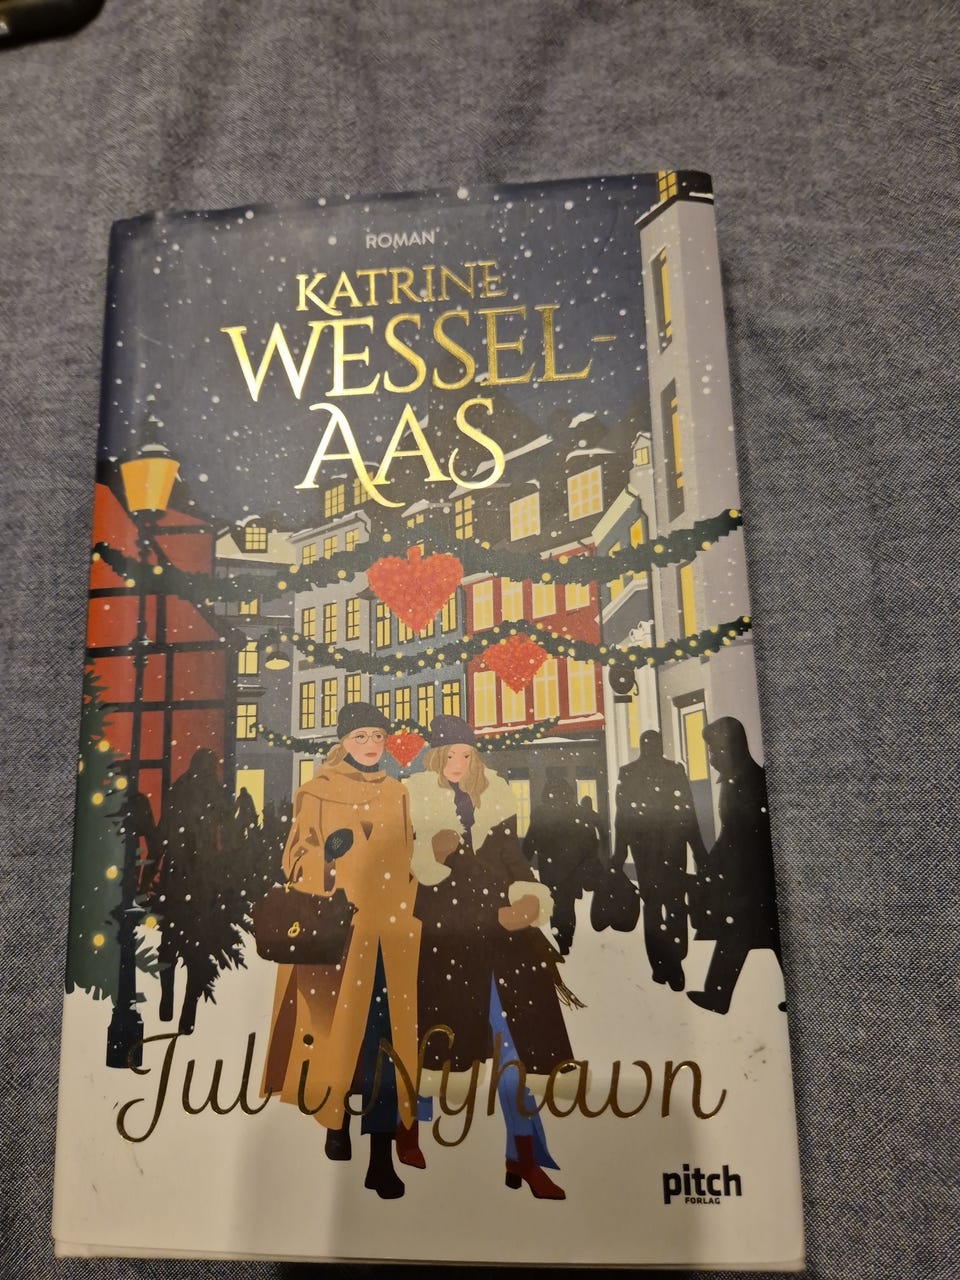 ROMAN
KATRINE
WESSEL-
AAS
Jul i Nyhavn
pitch
FORLAG